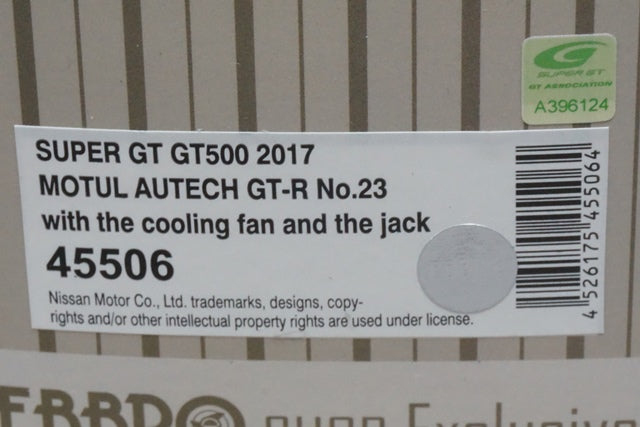 SUPER GT
GT ASSOCIATION
A396124
SUPER GT GT500 2017
MOTUL AUTECH GT-R No.23
with the cooling fan and the jack
45506
Nissan Motor Co., Ltd. trademarks, designs, copy-
rights and/or other intellectual property rights are used under license.
4 526175 455064
EBBRO